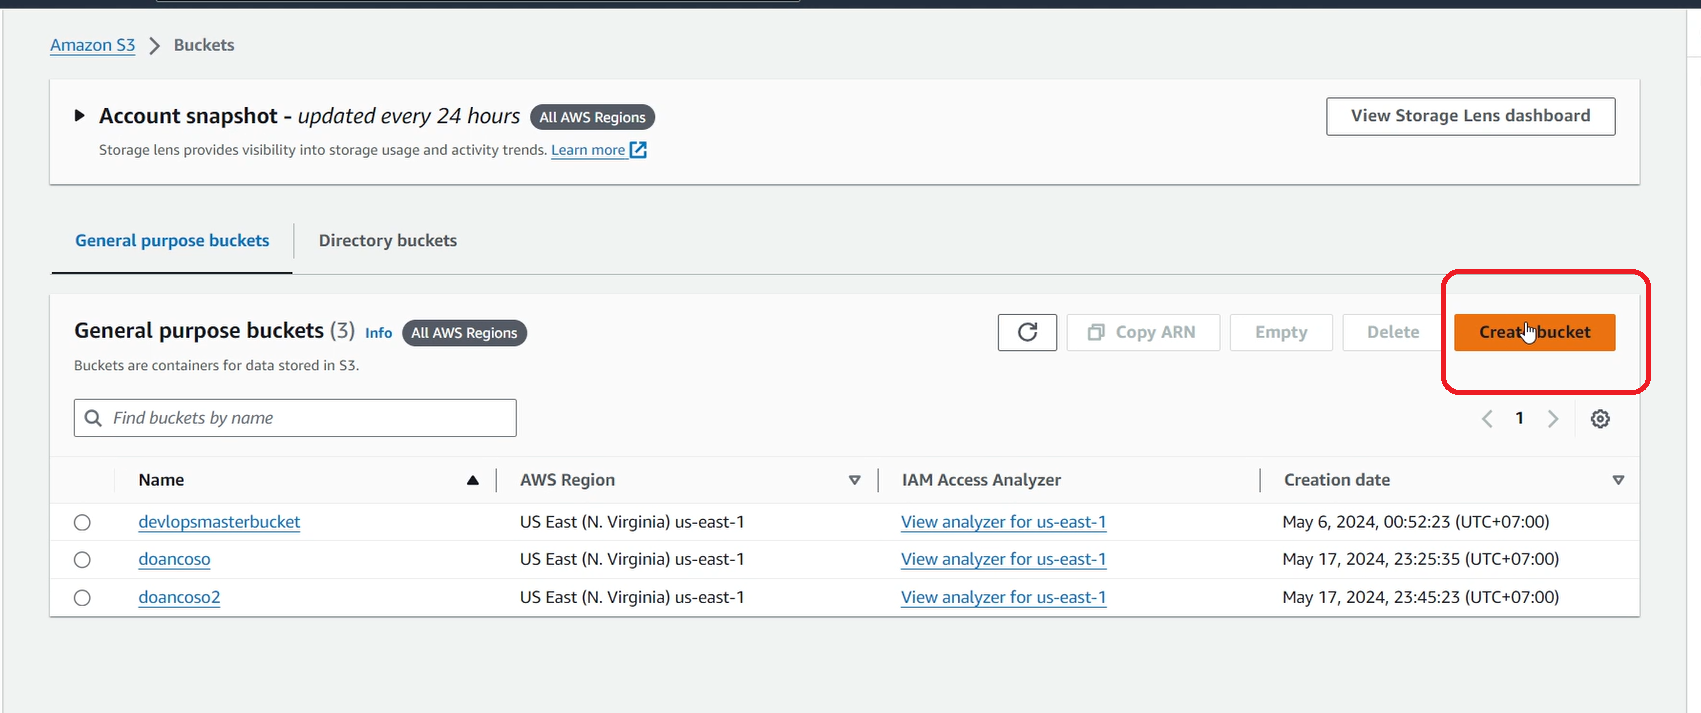 Amazon S3 > Buckets
Account snapshot - updated every 24 hours All AWS Regions
View Storage Lens dashboard
Storage lens provides visibility into storage usage and activity trends. Learn more
General purpose buckets
Directory buckets
General purpose buckets (3) Info All AWS Regions
Copy ARN
Empty
Delete
Create bucket
Buckets are containers for data stored in S3.
Find buckets by name
1
Name AWS Region IAM Access Analyzer Creation date
devlopsmasterbucket US East (N. Virginia) us-east-1 View analyzer for us-east-1 May 6, 2024, 00:52:23 (UTC+07:00)
doancoso US East (N. Virginia) us-east-1 View analyzer for us-east-1 May 17, 2024, 23:25:35 (UTC+07:00)
doancoso2 US East (N. Virginia) us-east-1 View analyzer for us-east-1 May 17, 2024, 23:45:23 (UTC+07:00)